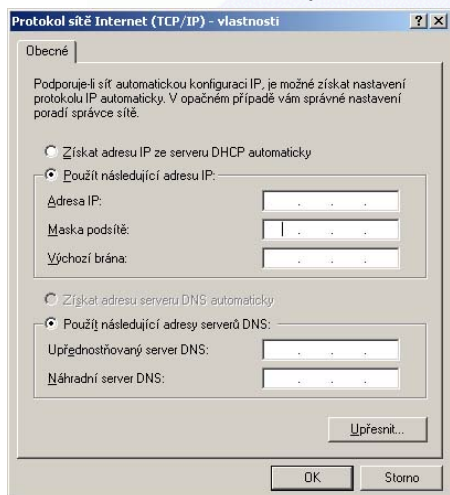 Protokol sítě Internet (TCP/IP) - vlastnosti
Obecné
Podporuje-li síť automatickou konfiguraci IP, je možné získat nastavení
protokolu IP automaticky. V opačném případě vám správné nastavení
poradí správce sítě.
Získat adresu IP ze serveru DHCP automaticky
Použít následující adresu IP:
Adresa IP:
Maska podsítě:
Výchozí brána:
Získat adresu serveru DNS automaticky
Použít následující adresy serverů DNS:
Upřednostňovaný server DNS:
Náhradní server DNS:
Upřesnit...
OK Storno